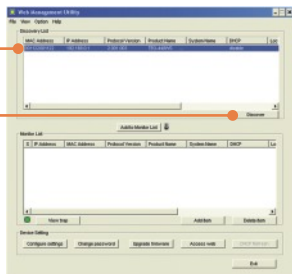 Web Management Utility
File View Option Help
Discovery List
MAC Address IP Address Protocol Version Product Name System Name DHCP Loc
Discover
Add to Monitor List
Monitor List
S IP Address MAC Address Protocol Version Product Name System Name DHCP Lo
View trap Add Item Delete Item
Device Setting
Configure settings Change password Upgrade firmware Access web
Exit